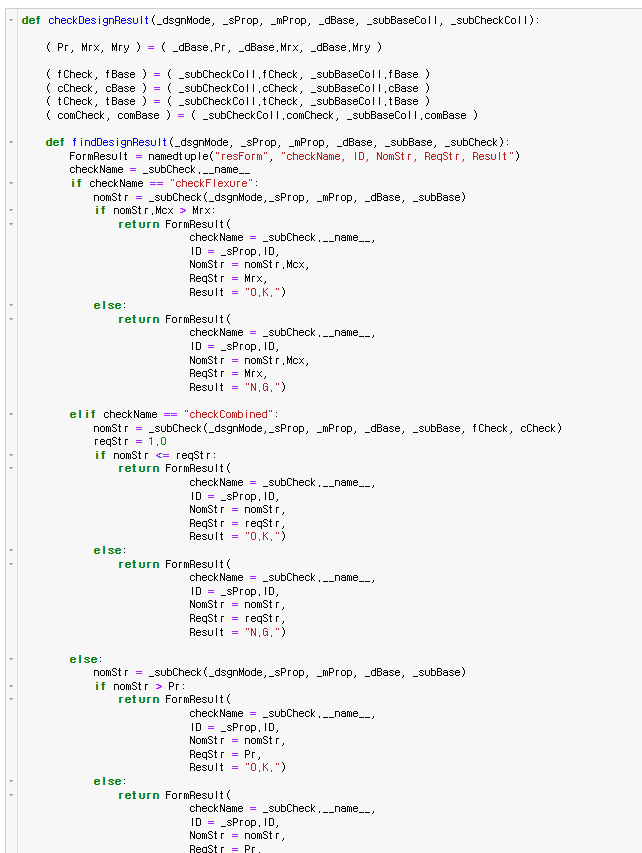 def checkDesignResult(_dsgnMode, _sProp, _mProp, _dBase, _subBaseColl, _subCheckColl):
( Pr, Mrx, Mry ) = ( _dBase.Pr, _dBase.Mrx, _dBase.Mry )
( fCheck, fBase ) = ( _subCheckColl.fCheck, _subBaseColl.fBase )
( cCheck, cBase ) = ( _subCheckColl.cCheck, _subBaseColl.cBase )
( tCheck, tBase ) = ( _subCheckColl.tCheck, _subBaseColl.tBase )
( comCheck, comBase ) = ( _subCheckColl.comCheck, _subBaseColl.comBase )
def findDesignResult(_dsgnMode, _sProp, _mProp, _dBase, _subBase, _subCheck):
FormResult = namedtuple("resForm", "checkName, ID, NomStr, ReqStr, Result")
checkName = _subCheck.__name__
if checkName == "checkFlexure":
nomStr = _subCheck(_dsgnMode,_sProp, _mProp, _dBase, _subBase)
if nomStr.Mcx > Mrx:
return FormResult(
checkName = _subCheck.__name__,
ID = _sProp.ID,
NomStr = nomStr.Mcx,
ReqStr = Mrx,
Result = "O.K.")
else:
return FormResult(
checkName = _subCheck.__name__,
ID = _sProp.ID,
NomStr = nomStr.Mcx,
ReqStr = Mrx,
Result = "N.G.")
elif checkName == "checkCombined":
nomStr = _subCheck(_dsgnMode,_sProp, _mProp, _dBase, _subBase, fCheck, cCheck)
reqStr = 1.0
if nomStr <= reqStr:
return FormResult(
checkName = _subCheck.__name__,
ID = _sProp.ID,
NomStr = nomStr,
ReqStr = reqStr,
Result = "O.K.")
else:
return FormResult(
checkName = _subCheck.__name__,
ID = _sProp.ID,
NomStr = nomStr,
ReqStr = reqStr,
Result = "N.G.")
else:
nomStr = _subCheck(_dsgnMode,_sProp, _mProp, _dBase, _subBase)
if nomStr > Pr:
return FormResult(
checkName = _subCheck.__name__,
ID = _sProp.ID,
NomStr = nomStr,
ReqStr = Pr,
Result = "O.K.")
else:
return FormResult(
checkName = _subCheck.__name__,
ID = _sProp.ID,
NomStr = nomStr,
ReqStr = Pr,